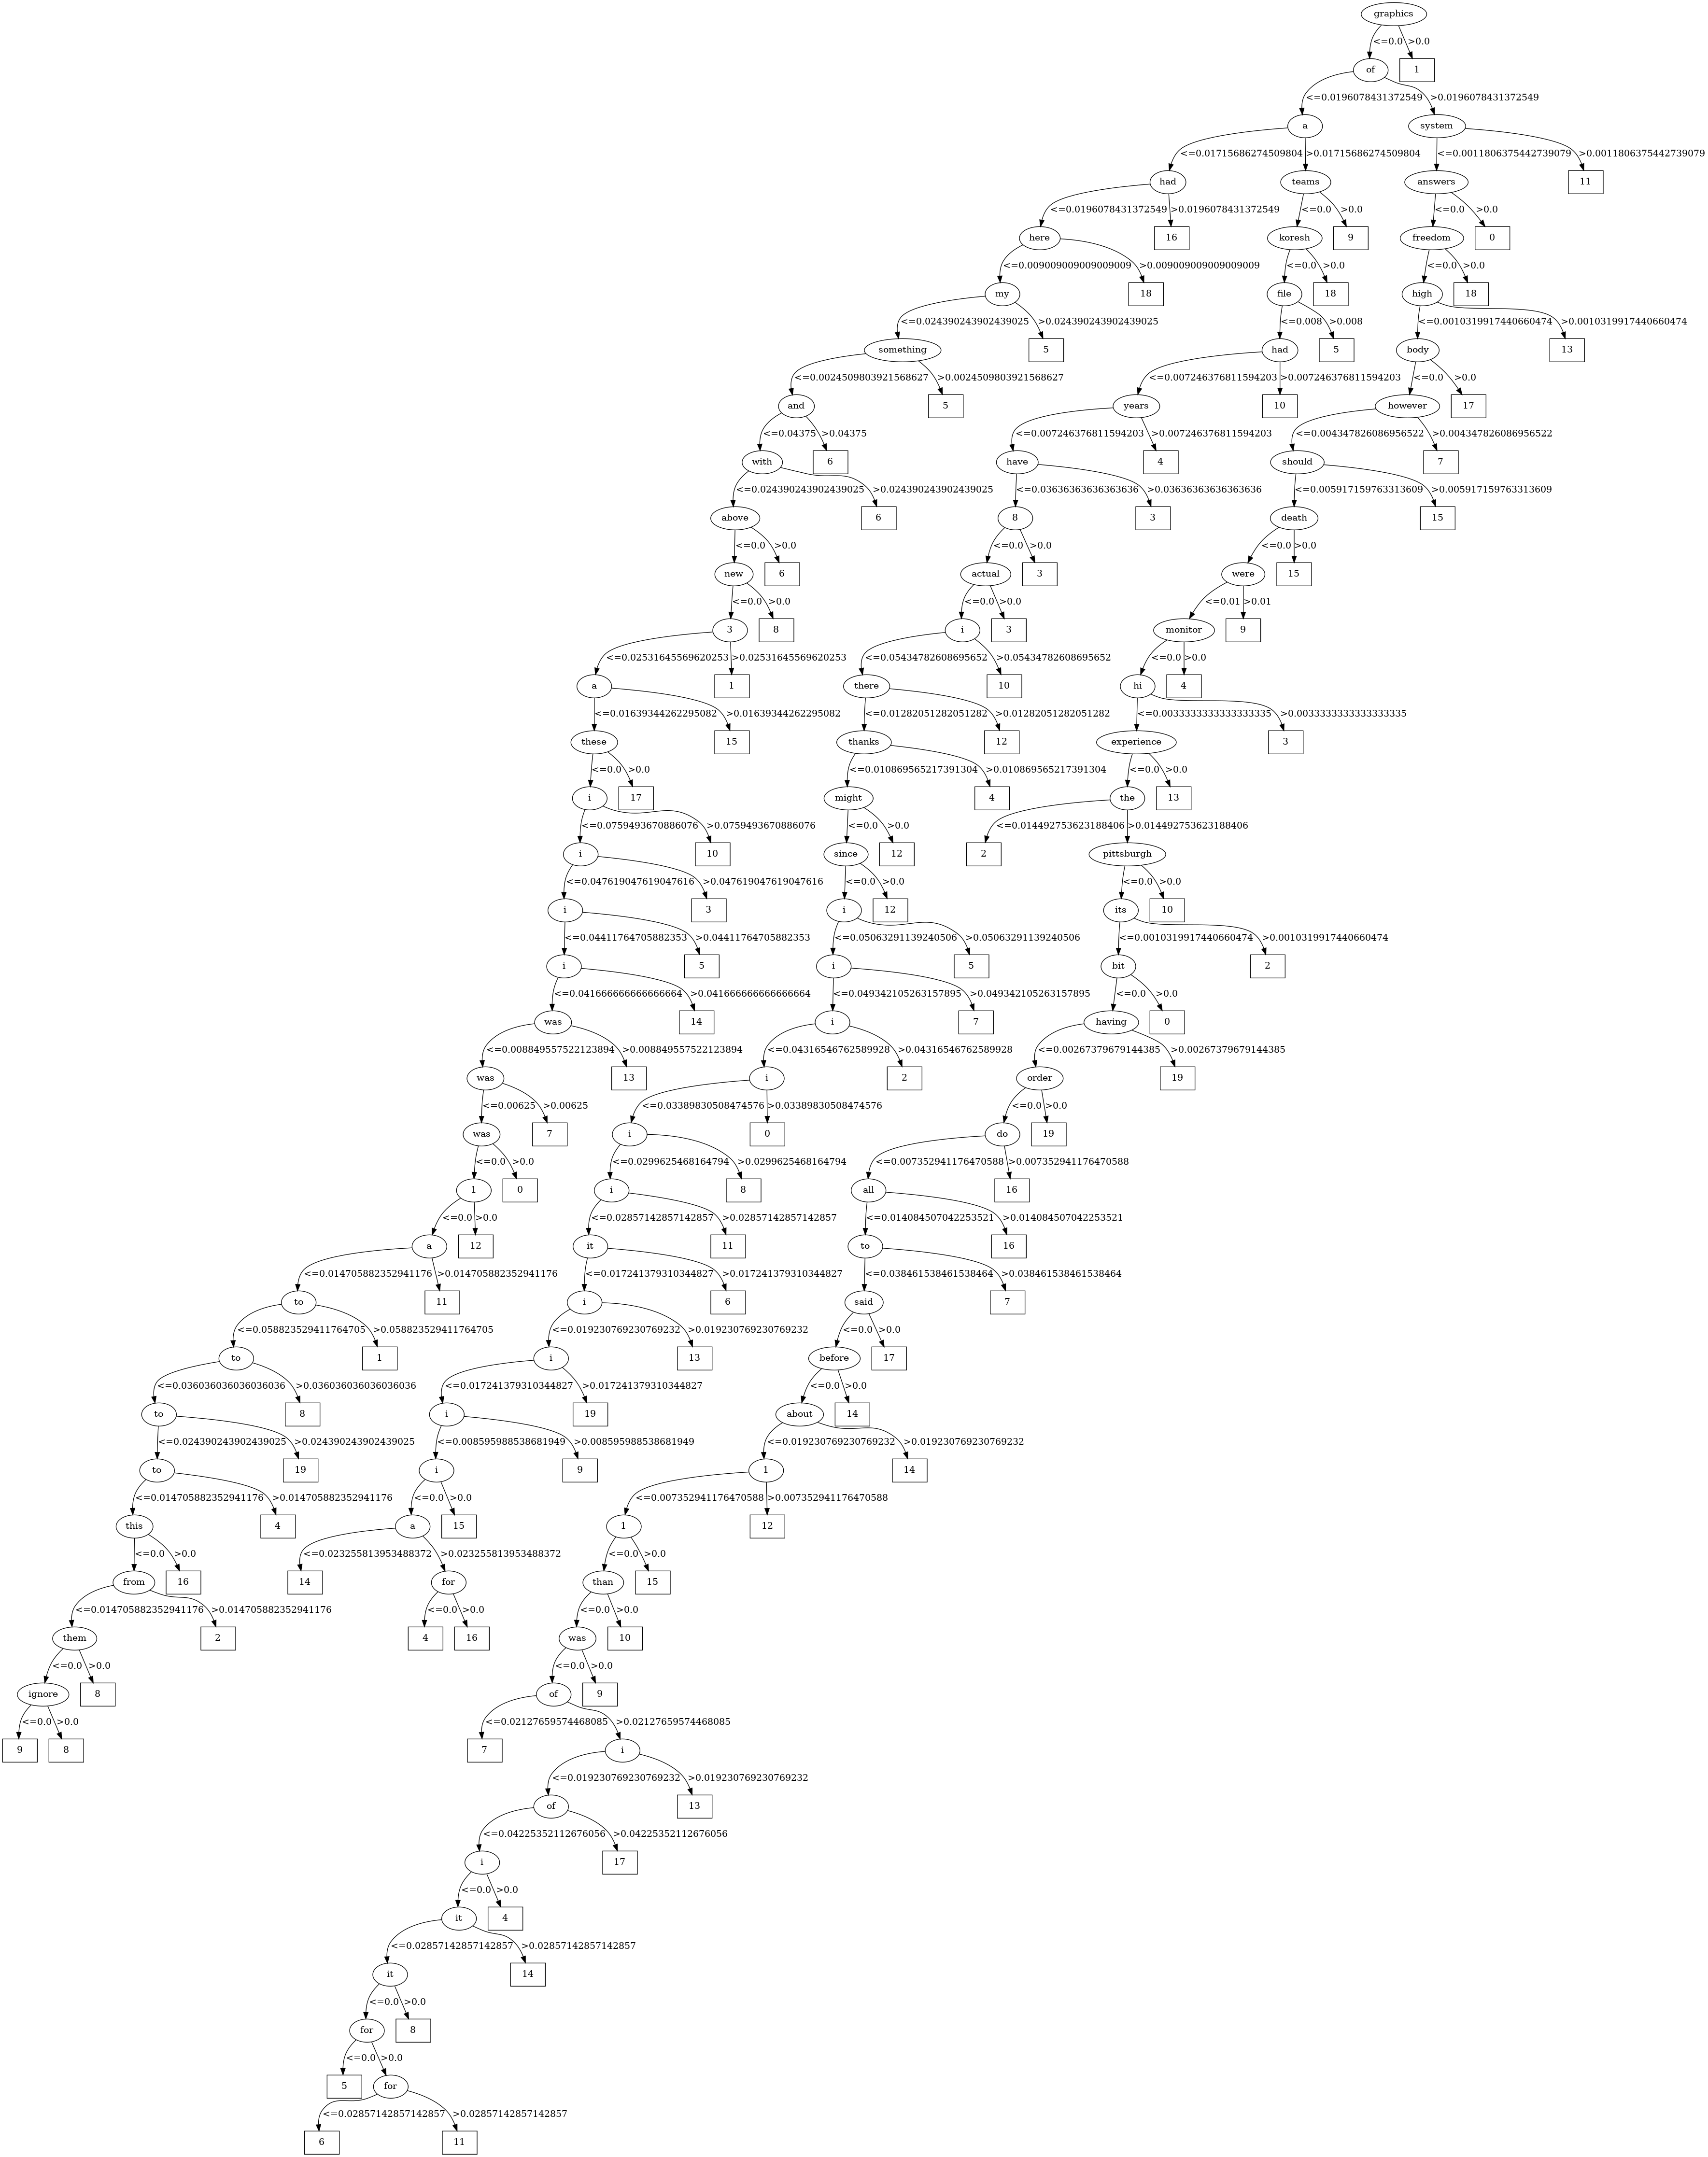 graphics
<=0.0 >0.0
of 1
<=0.0196078431372549 >0.0196078431372549
a system
<=0.01715686274509804 >0.01715686274509804 <=0.0011806375442739079 >0.0011806375442739079
had teams answers 11
<=0.0196078431372549 >0.0196078431372549 <=0.0 >0.0 <=0.0 >0.0
here 16 koresh 9 freedom 0
<=0.009009009009009009 >0.009009009009009009 <=0.0 >0.0 <=0.0 >0.0
my 18 file 18 high 18
<=0.024390243902439025 >0.024390243902439025 <=0.008 >0.008 <=0.0010319917440660474 >0.0010319917440660474
something 5 had 5 body 13
<=0.0024509803921568627 >0.0024509803921568627 <=0.007246376811594203 >0.007246376811594203 <=0.0 >0.0
and 5 years 10 however 17
<=0.04375 >0.04375 <=0.007246376811594203 >0.007246376811594203 <=0.004347826086956522 >0.004347826086956522
with 6 have 4 should 7
<=0.024390243902439025 >0.024390243902439025 <=0.03636363636363636 >0.03636363636363636 <=0.005917159763313609 >0.005917159763313609
above 6 8 3 death 15
<=0.0 >0.0 <=0.0 >0.0 <=0.0 >0.0
new 6 actual 3 were 15
<=0.0 >0.0 <=0.0 >0.0 <=0.01 >0.01
3 8 i 3 monitor 9
<=0.02531645569620253 >0.02531645569620253 <=0.05434782608695652 >0.05434782608695652 <=0.0 >0.0
a 1 there 10 hi 4
<=0.01639344262295082 >0.01639344262295082 <=0.01282051282051282 >0.01282051282051282 <=0.0033333333333333335 >0.0033333333333333335
these 15 thanks 12 experience 3
<=0.0 >0.0 <=0.010869565217391304 >0.010869565217391304 <=0.0 >0.0
i 17 might 4 the 13
<=0.0759493670886076 >0.0759493670886076 <=0.0 >0.0 <=0.014492753623188406 >0.014492753623188406
i 10 since 12 2 pittsburgh
<=0.047619047619047616 >0.047619047619047616 <=0.0 >0.0 <=0.0 >0.0
i 3 i 12 its 10
<=0.04411764705882353 >0.04411764705882353 <=0.05063291139240506 >0.05063291139240506 <=0.0010319917440660474 >0.0010319917440660474
i 5 i 5 bit 2
<=0.041666666666666664 >0.041666666666666664 <=0.049342105263157895 >0.049342105263157895 <=0.0 >0.0
was 14 i 7 having 0
<=0.008849557522123894 >0.008849557522123894 <=0.04316546762589928 >0.04316546762589928 <=0.00267379679144385 >0.00267379679144385
was 13 i 2 order 19
<=0.00625 >0.00625 <=0.03389830508474576 >0.03389830508474576 <=0.0 >0.0
was 7 i 0 do 19
<=0.0 >0.0 <=0.0299625468164794 >0.0299625468164794 <=0.007352941176470588 >0.007352941176470588
1 0 i 8 all 16
<=0.0 >0.0 <=0.02857142857142857 >0.02857142857142857 <=0.014084507042253521 >0.014084507042253521
a 12 it 11 to 16
<=0.014705882352941176 >0.014705882352941176 <=0.017241379310344827 >0.017241379310344827 <=0.038461538461538464 >0.038461538461538464
to 11 i 6 said 7
<=0.058823529411764705 >0.058823529411764705 <=0.019230769230769232 >0.019230769230769232 <=0.0 >0.0
to 1 i 13 before 17
<=0.036036036036036036 >0.036036036036036036 <=0.017241379310344827 >0.017241379310344827 <=0.0 >0.0
to 8 i 19 about 14
<=0.024390243902439025 >0.024390243902439025 <=0.008595988538681949 >0.008595988538681949 <=0.019230769230769232 >0.019230769230769232
to 19 i 9 1 14
<=0.014705882352941176 >0.014705882352941176 <=0.0 >0.0 <=0.007352941176470588 >0.007352941176470588
this 4 a 15 1 12
<=0.0 >0.0 <=0.023255813953488372 >0.023255813953488372 <=0.0 >0.0
from 16 14 for than 15
<=0.014705882352941176 >0.014705882352941176 <=0.0 >0.0 <=0.0 >0.0
them 2 4 16 was 10
<=0.0 >0.0 <=0.0 >0.0
ignore 8 of 9
<=0.0 >0.0 <=0.02127659574468085 >0.02127659574468085
9 8 7 i
<=0.019230769230769232 >0.019230769230769232
of 13
<=0.04225352112676056 >0.04225352112676056
i 17
<=0.0 >0.0
it 4
<=0.02857142857142857 >0.02857142857142857
it 14
<=0.0 >0.0
for 8
<=0.0 >0.0
5 for
<=0.02857142857142857 >0.02857142857142857
6 11